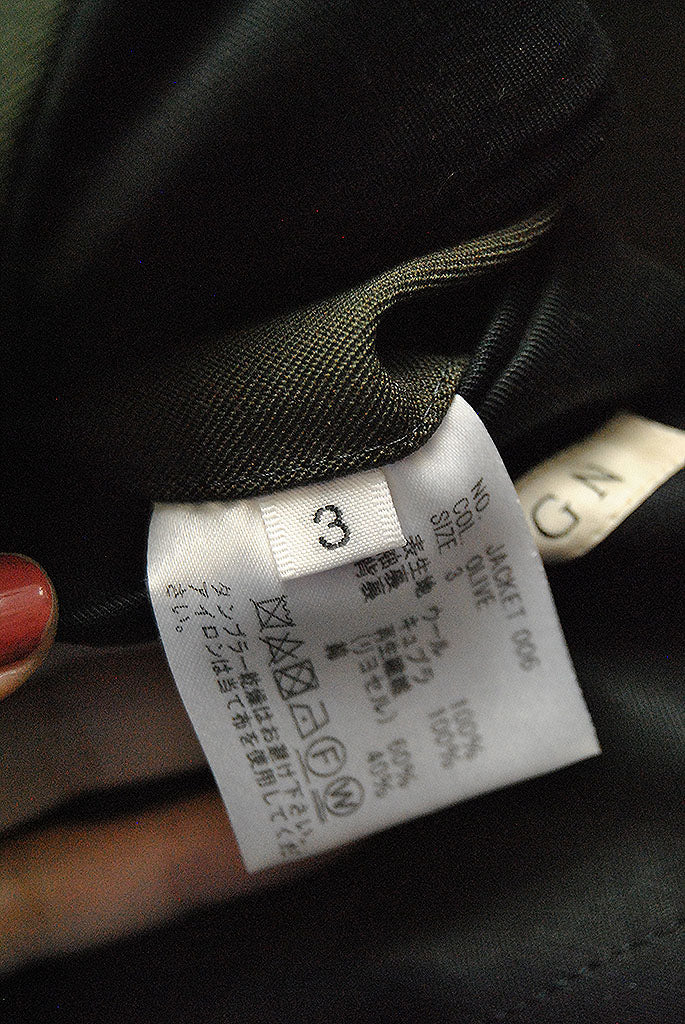 3
GN
NO. JACKET 006
COL OLIVE
SIZE 3
表生地 ウール 100%
袖裏 キュプラ 100%
再生繊維
(リヨセル) 60%
綿 40%
F W
タンブラー乾燥はお避け下さい。
アイロンは当て布を使用してくだ
さい。